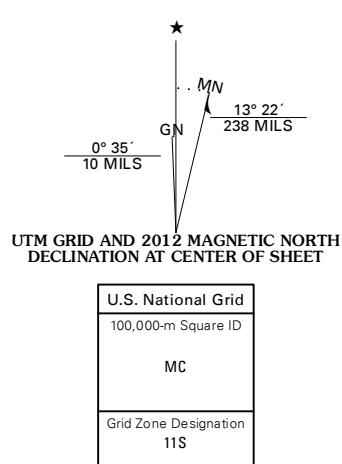 ★
MN
GN
13° 22´
238 MILS
0° 35´
10 MILS
UTM GRID AND 2012 MAGNETIC NORTH
DECLINATION AT CENTER OF SHEET
U.S. National Grid
100,000-m Square ID
MC
Grid Zone Designation
11S